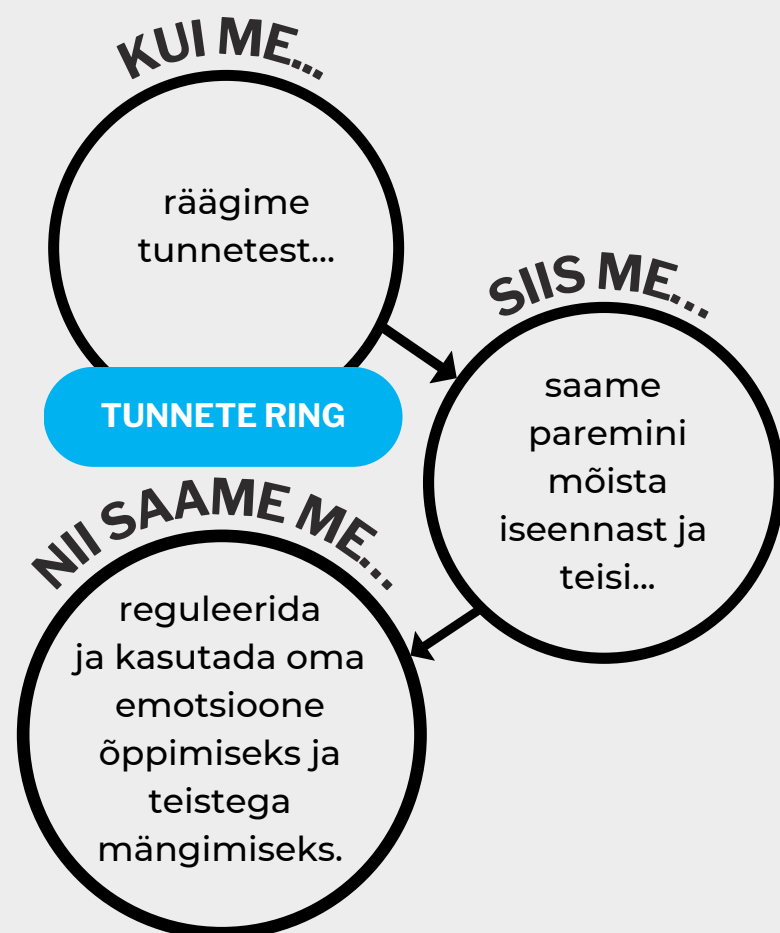 KUI ME...
räägime
tunnetest...
SIIS ME...
saame
paremini
mõista
iseennast ja
teisi...
TUNNETE RING
NII SAAME ME...
reguleerida
ja kasutada oma
emotsioone
õppimiseks ja
teistega
mängimiseks.